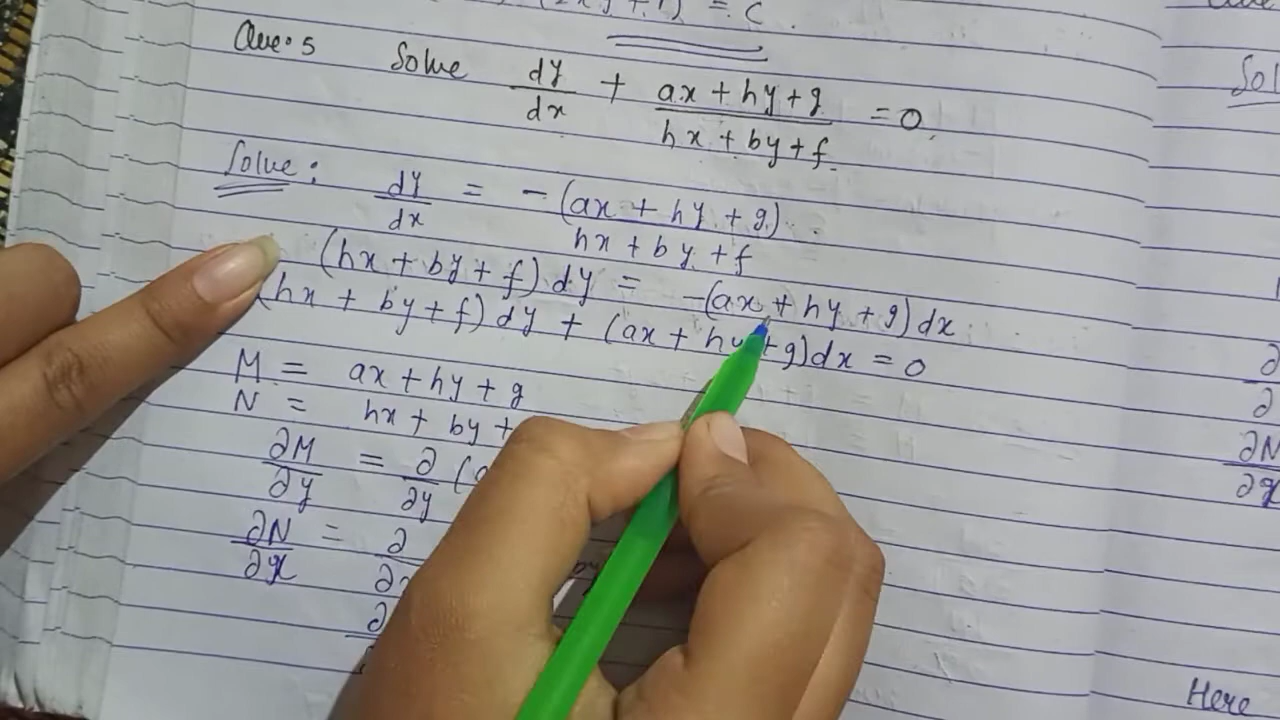 = C.
Que. 5 Solve dy/dx + (ax + hy + g)/(hx + by + f) = 0.
Solve :
dy/dx = -(ax + hy + g)/(hx + by + f)
(hx + by + f) dy = -(ax + hy + g) dx
(hx + by + f) dy + (ax + hy + g) dx = 0
M = ax + hy + g
N = hx + by +
∂M/∂y = ∂/∂y (
∂N/∂x = ∂
∂
Sol
∂
∂
∂N/∂x
Here